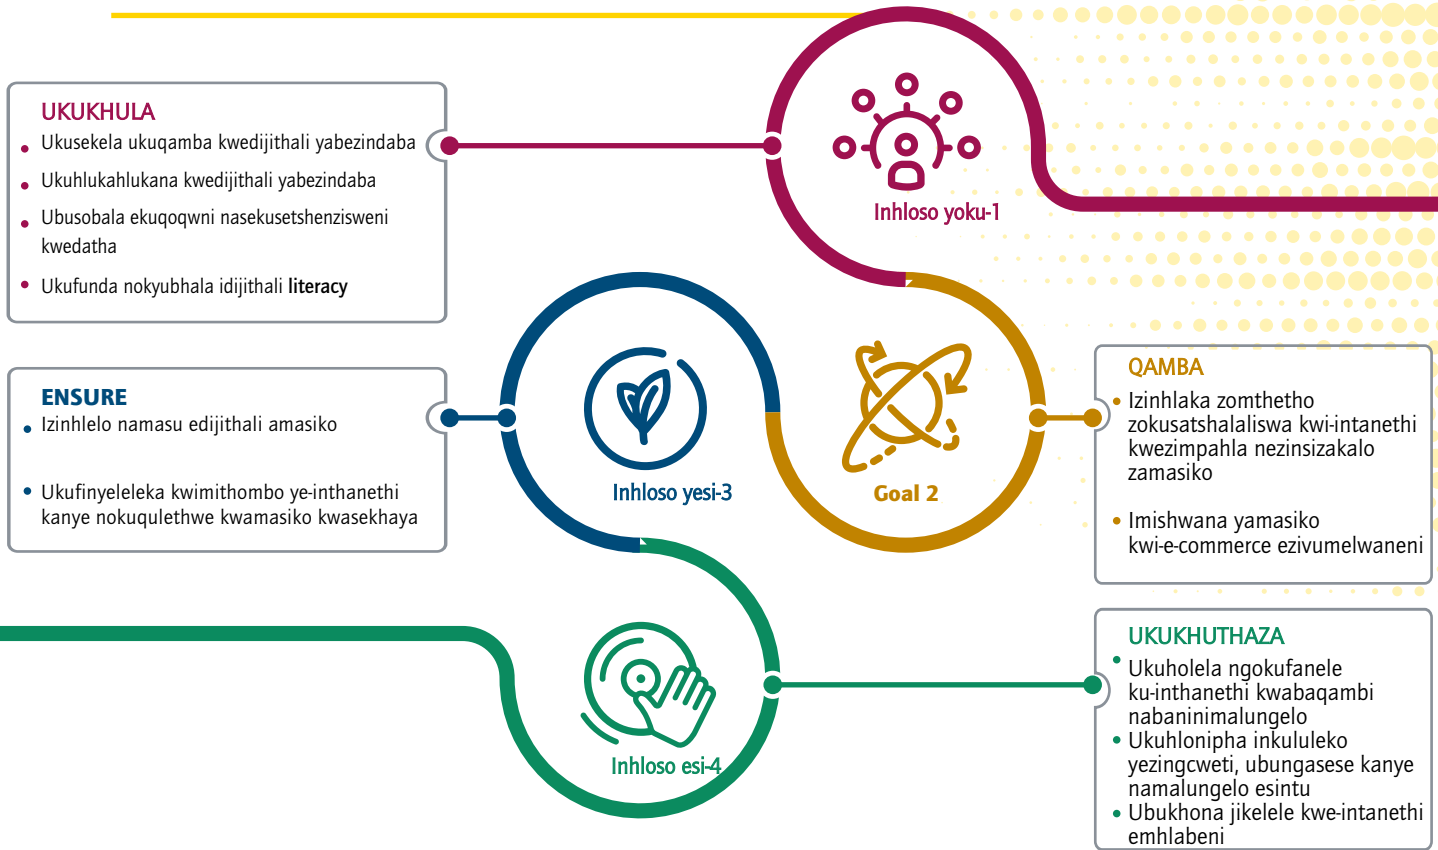 UKUKHULA
Ukusekela ukuqamba kwedijithali yabezindaba
Ukuhlukahlukana kwedijithali yabezindaba
Ubusobala ekuqoqwni nasekusetshenzisweni
kwedatha
Ukufunda nokyubhala idijithali literacy
Inhloso yoku-1
ENSURE
Izinhlelo namasu edijithali amasiko
Ukufinyeleleka kwimithombo ye-inthanethi
kanye nokuqulethwe kwamasiko kwasekhaya
Inhloso yesi-3
Goal 2
QAMBA
Izinhlaka zomthetho
zokusatshalaliswa kwi-intanethi
kwezimpahla nezinsizakalo
zamasiko
Imishwana yamasiko
kwi-e-commerce ezivumelwaneni
Inhloso esi-4
UKUKHUTHAZA
Ukuholela ngokufanele
ku-inthanethi kwabaqambi
nabaninimalungelo
Ukuhlonipha inkululeko
yezingcweti, ubungasese kanye
namalungelo esintu
Ubukhona jikelele kwe-intanethi
emhlabeni